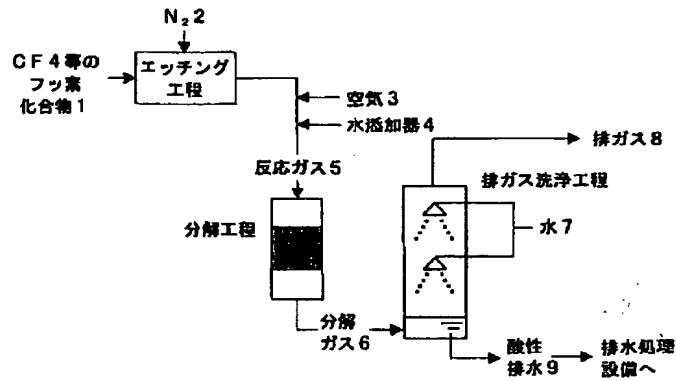 N₂2
CF4等の
フッ素
化合物1
エッチング
工程
空気3
水添加器4
反応ガス5
分解工程
分解
ガス6
排ガス8
排ガス洗浄工程
水7
酸性
排水9
排水処理
設備へ